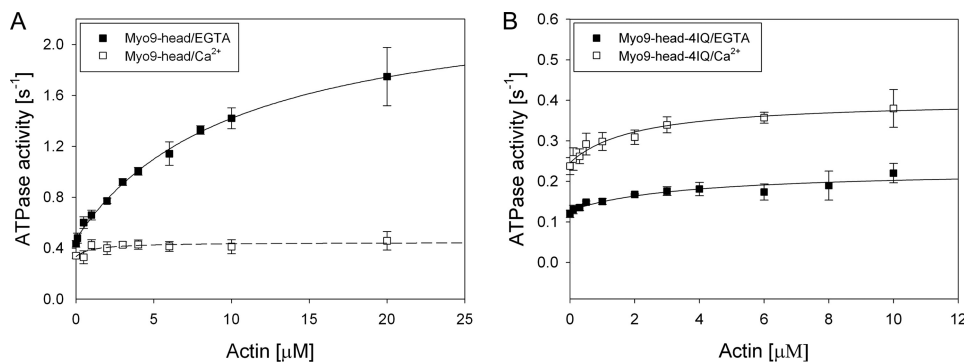 A
Myo9-head/EGTA
Myo9-head/Ca²⁺
ATPase activity [s⁻¹]
2.0
1.6
1.2
0.8
0.4
0.0
0 5 10 15 20 25
Actin [μM]
B
Myo9-head-4IQ/EGTA
Myo9-head-4IQ/Ca²⁺
ATPase activity [s⁻¹]
0.6
0.5
0.4
0.3
0.2
0.1
0.0
0 2 4 6 8 10 12
Actin [μM]